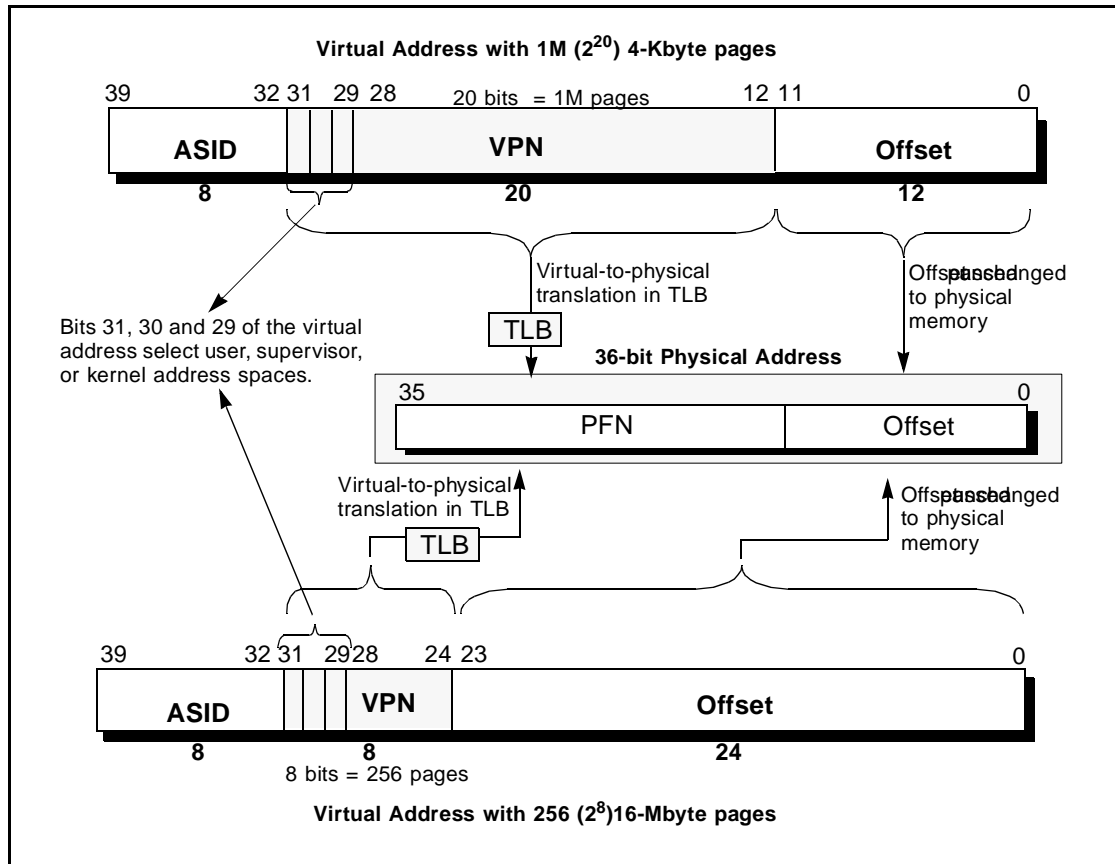 Virtual Address with 1M (2²⁰) 4-Kbyte pages
39 32 31 29 28 20 bits = 1M pages 12 11 0
ASID VPN Offset
8 20 12
Virtual-to-physical
translation in TLB
TLB
to physical
memory
Bits 31, 30 and 29 of the virtual
address select user, supervisor,
or kernel address spaces.
36-bit Physical Address
35 0
PFN Offset
Virtual-to-physical
translation in TLB
TLB
to physical
memory
39 32 31 29 28 24 23 0
ASID VPN Offset
8 8 24
8 bits = 256 pages
Virtual Address with 256 (2⁸)16-Mbyte pages